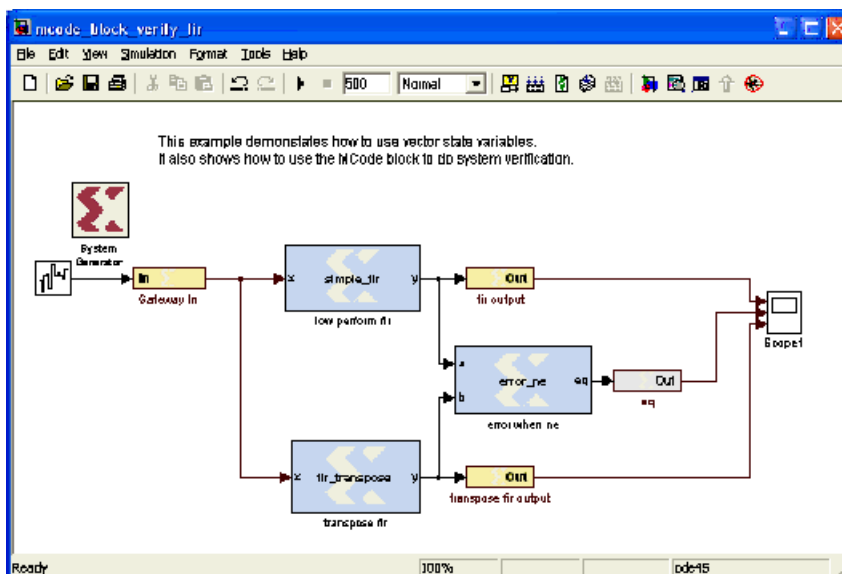 mcode_block_verify_fir
File Edit View Simulation Format Tools Help
500 Normal
This example demonstates how to use vector state variables.
It also shows how to use the MCode block to do system verification.
System
Generator
In
Gateway In
x simple_fir y
low perform fir
Out
fir output
Scope1
a
error_ne eq
b
error when ne
Out
eq
x fir_transpose y
transpose fir
Out
transpose fir output
Ready 100% ode45